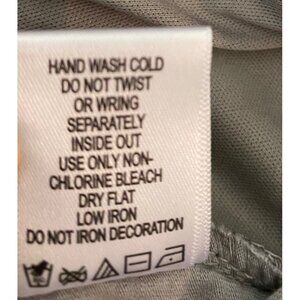 HAND WASH COLD
DO NOT TWIST
OR WRING
SEPARATELY
INSIDE OUT
USE ONLY NON-
CHLORINE BLEACH
DRY FLAT
LOW IRON
DO NOT IRON DECORATION